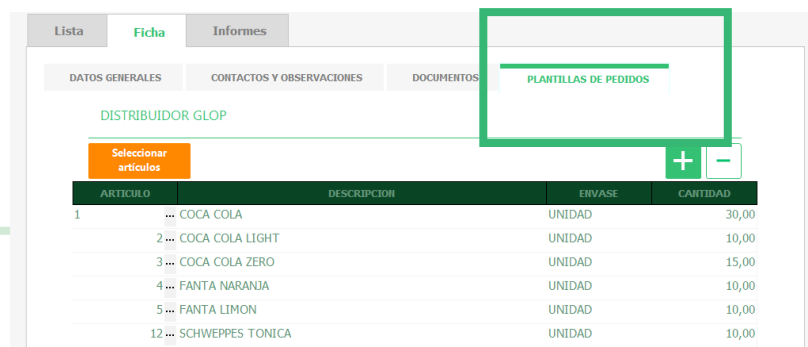 Lista Ficha Informes
DATOS GENERALES CONTACTOS Y OBSERVACIONES DOCUMENTOS PLANTILLAS DE PEDIDOS
DISTRIBUIDOR GLOP
Seleccionar
artículos
+ −
ARTICULO DESCRIPCION ENVASE CANTIDAD
1 ... COCA COLA UNIDAD 30,00
2 ... COCA COLA LIGHT UNIDAD 10,00
3 ... COCA COLA ZERO UNIDAD 15,00
4 ... FANTA NARANJA UNIDAD 10,00
5 ... FANTA LIMON UNIDAD 10,00
12 ... SCHWEPPES TONICA UNIDAD 10,00